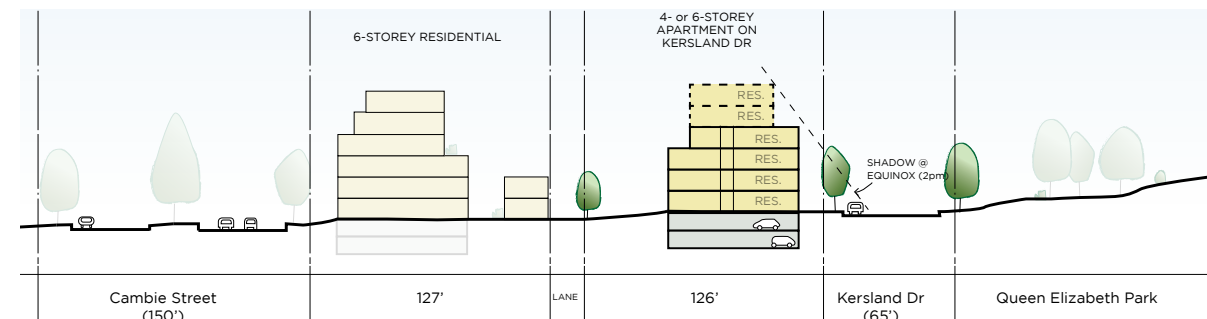 4- or 6-STOREY
APARTMENT ON
KERSLAND DR
6-STOREY RESIDENTIAL
RES.
RES.
RES.
RES.
RES.
RES.
SHADOW @
EQUINOX (2pm)
Cambie Street
(150')
127'
LANE
126'
Kersland Dr
(65')
Queen Elizabeth Park